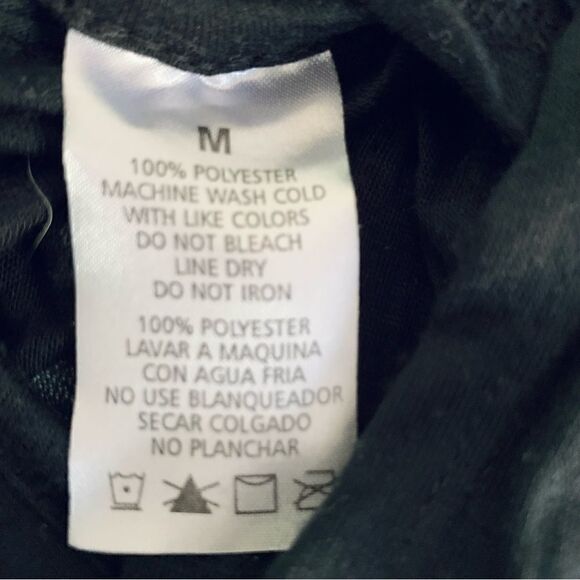 M
100% POLYESTER
MACHINE WASH COLD
WITH LIKE COLORS
DO NOT BLEACH
LINE DRY
DO NOT IRON
100% POLYESTER
LAVAR A MAQUINA
CON AGUA FRIA
NO USE BLANQUEADOR
SECAR COLGADO
NO PLANCHAR